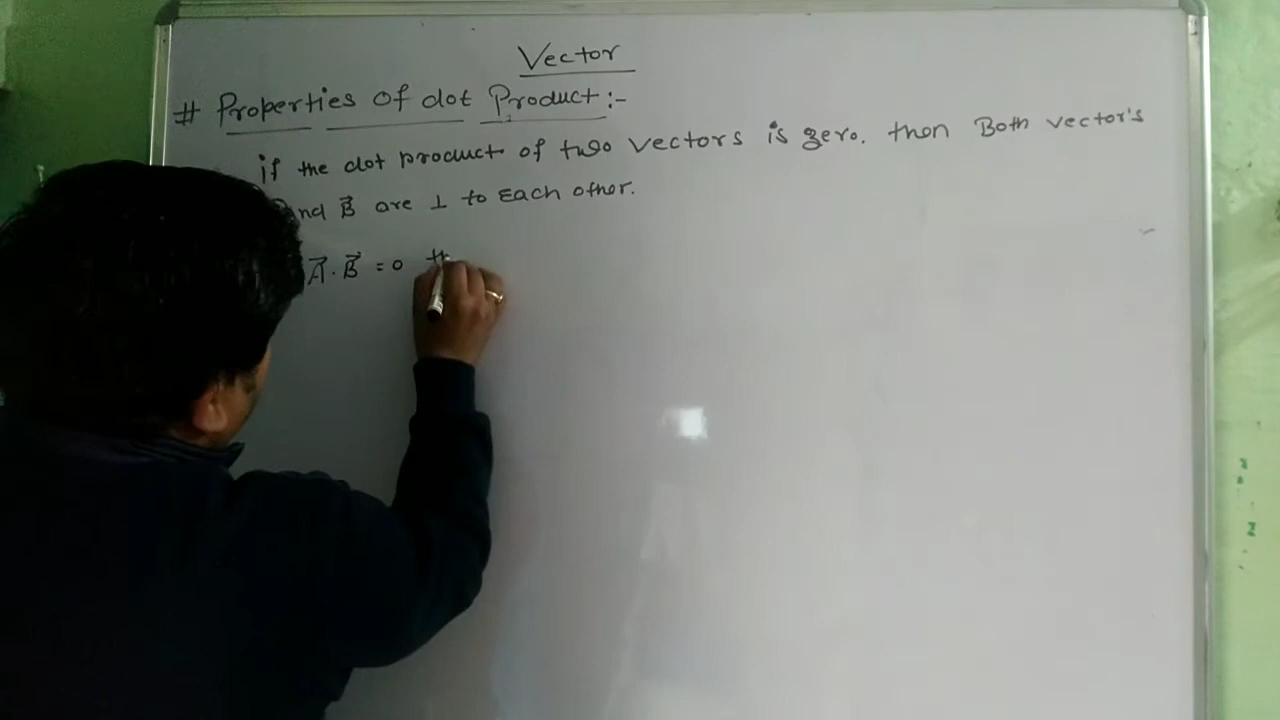 Vector
# Properties of dot Product:-
if the dot product of two vectors is zero. then Both vector's
and B⃗ are ⊥ to Each other.
A⃗ . B⃗ = 0